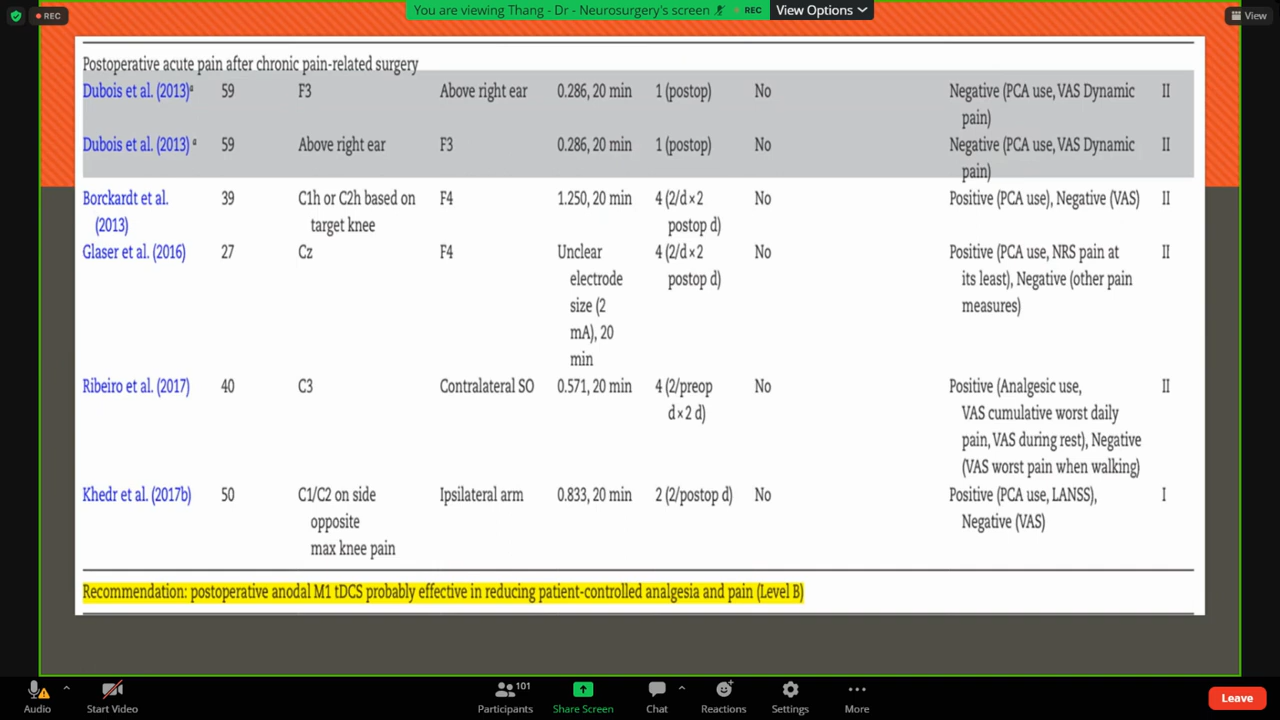 You are viewing Thang - Dr - Neurosurgery's screen REC View Options
REC
View
Postoperative acute pain after chronic pain-related surgery
Dubois et al. (2013)a 59 F3 Above right ear 0.286, 20 min 1 (postop) No Negative (PCA use, VAS Dynamic II
pain)
Dubois et al. (2013) a 59 Above right ear F3 0.286, 20 min 1 (postop) No Negative (PCA use, VAS Dynamic II
pain)
Borckardt et al. 39 C1h or C2h based on F4 1.250, 20 min 4 (2/d×2 No Positive (PCA use), Negative (VAS) II
(2013) target knee postop d)
Glaser et al. (2016) 27 Cz F4 Unclear 4 (2/d×2 No Positive (PCA use, NRS pain at II
electrode postop d) its least), Negative (other pain
size (2 measures)
mA), 20
min
Ribeiro et al. (2017) 40 C3 Contralateral SO 0.571, 20 min 4 (2/preop No Positive (Analgesic use, II
d×2 d) VAS cumulative worst daily
pain, VAS during rest), Negative
(VAS worst pain when walking)
Khedr et al. (2017b) 50 C1/C2 on side Ipsilateral arm 0.833, 20 min 2 (2/postop d) No Positive (PCA use, LANSS), I
opposite Negative (VAS)
max knee pain
Recommendation: postoperative anodal M1 tDCS probably effective in reducing patient-controlled analgesia and pain (Level B)
101
Audio Start Video Participants Share Screen Chat Reactions Settings More Leave